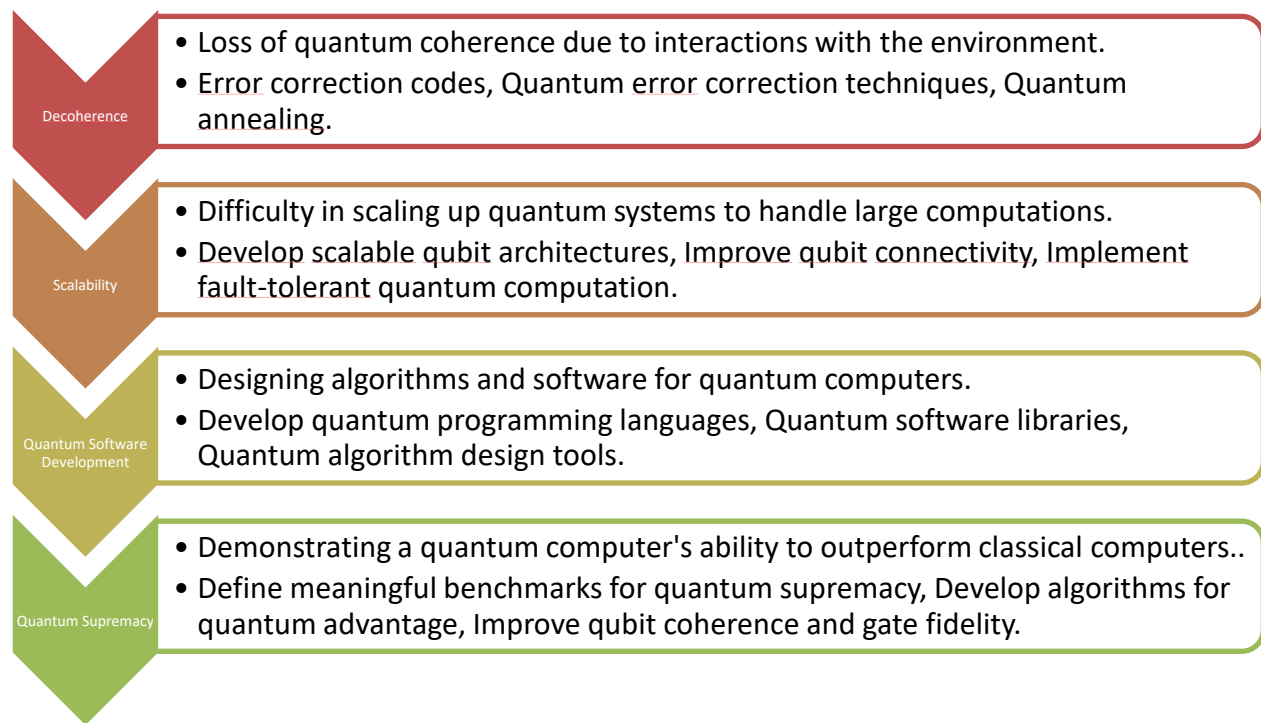 Decoherence
• Loss of quantum coherence due to interactions with the environment.
• Error correction codes, Quantum error correction techniques, Quantum
annealing.
Scalability
• Difficulty in scaling up quantum systems to handle large computations.
• Develop scalable qubit architectures, Improve qubit connectivity, Implement
fault-tolerant quantum computation.
Quantum Software
Development
• Designing algorithms and software for quantum computers.
• Develop quantum programming languages, Quantum software libraries,
Quantum algorithm design tools.
Quantum Supremacy
• Demonstrating a quantum computer's ability to outperform classical computers..
• Define meaningful benchmarks for quantum supremacy, Develop algorithms for
quantum advantage, Improve qubit coherence and gate fidelity.